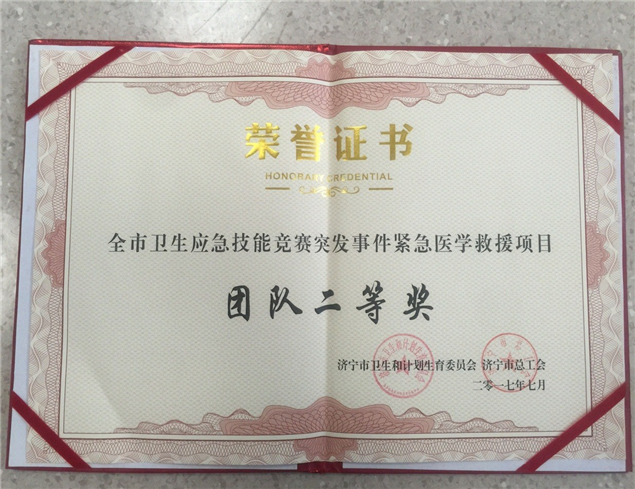 荣誉证书
HONORARY CREDENTIAL
全市卫生应急技能竞赛突发事件紧急医学救援项目
团队二等奖
济宁市卫生和计划生育委员会 济宁市总工会
二零一七年七月